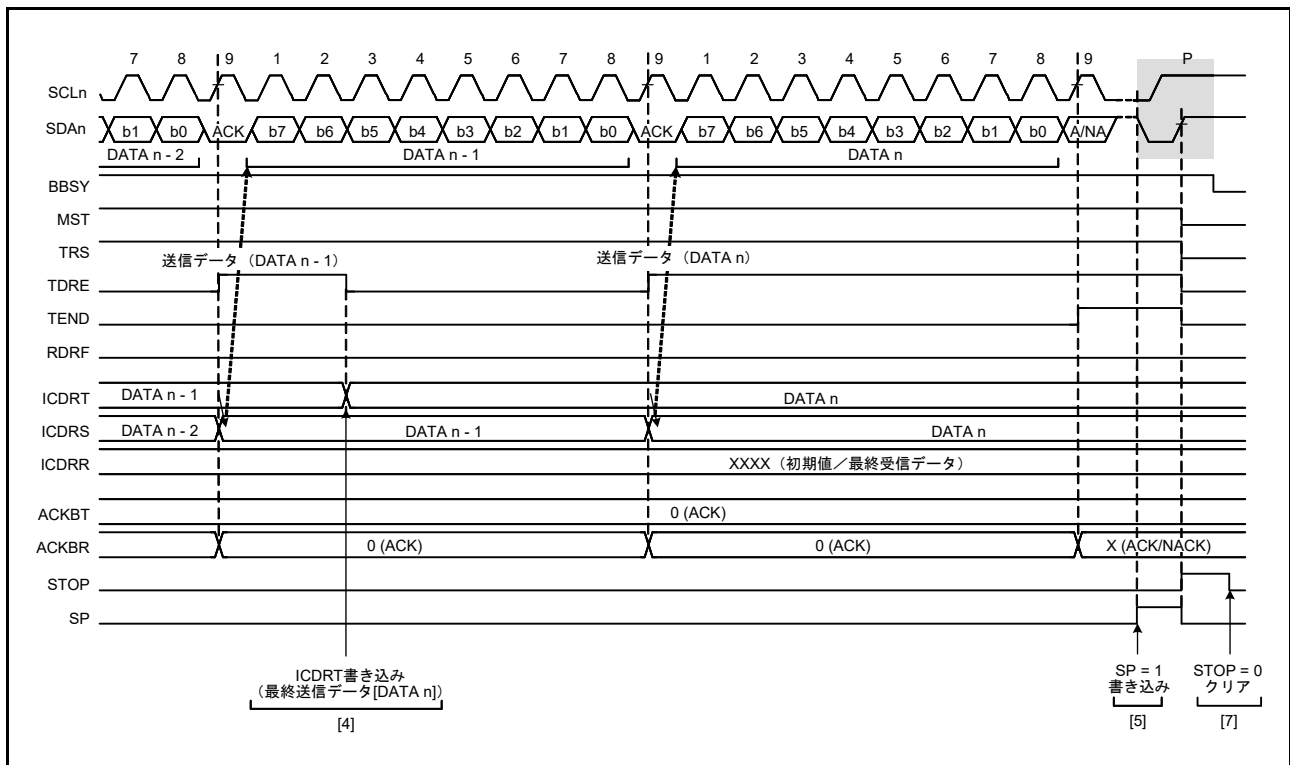 7 8 9 1 2 3 4 5 6 7 8 9 1 2 3 4 5 6 7 8 9 P
SCLn
SDAn b1 b0 ACK b7 b6 b5 b4 b3 b2 b1 b0 ACK b7 b6 b5 b4 b3 b2 b1 b0 A/NA
DATA n - 2 DATA n - 1 DATA n
BBSY
MST
TRS
送信データ（DATA n - 1） 送信データ（DATA n）
TDRE
TEND
RDRF
ICDRT DATA n - 1 DATA n
ICDRS DATA n - 2 DATA n - 1 DATA n
ICDRR XXXX（初期値／最終受信データ）
ACKBT 0 (ACK)
ACKBR 0 (ACK) 0 (ACK) X (ACK/NACK)
STOP
SP
ICDRT書き込み
（最終送信データ[DATA n]）
[4]
SP = 1
書き込み
[5]
STOP = 0
クリア
[7]